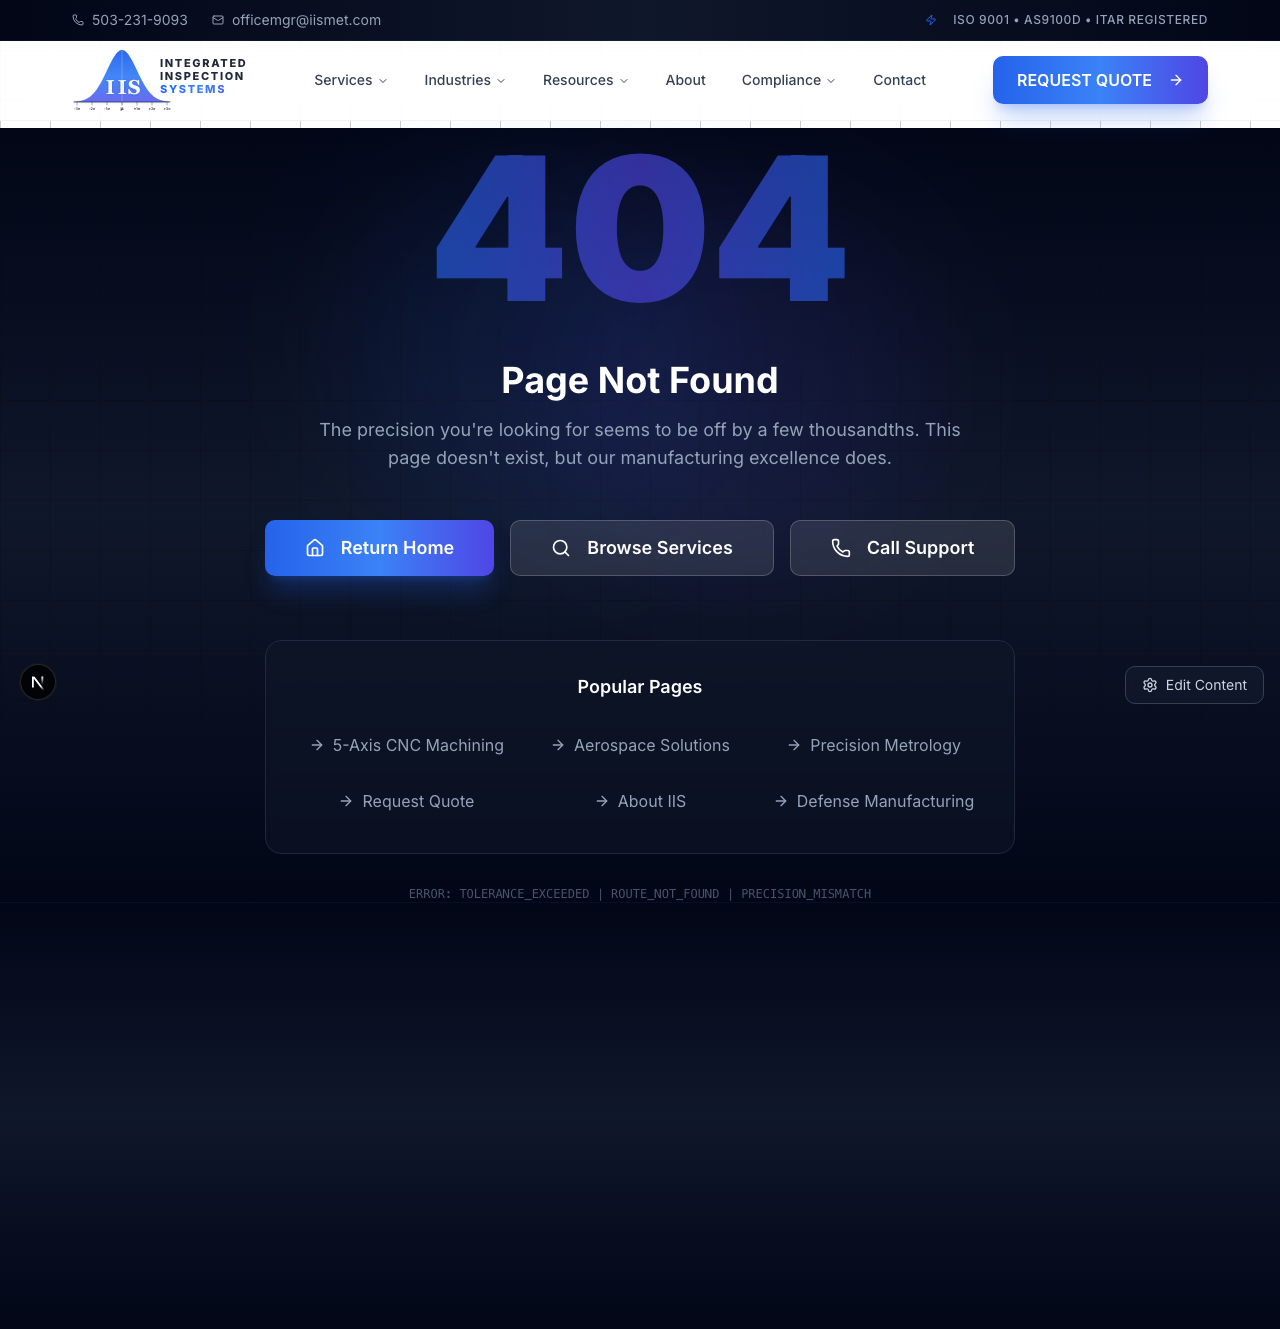 503-231-9093
officemgr@iismet.com
ISO 9001 • AS9100D • ITAR REGISTERED
IIS
INTEGRATED
INSPECTION
SYSTEMS
Services
Industries
Resources
About
Compliance
Contact
REQUEST QUOTE
404
Page Not Found
The precision you're looking for seems to be off by a few thousandths. This
page doesn't exist, but our manufacturing excellence does.
Return Home
Browse Services
Call Support
N
Edit Content
Popular Pages
5-Axis CNC Machining
Aerospace Solutions
Precision Metrology
Request Quote
About IIS
Defense Manufacturing
ERROR: TOLERANCE_EXCEEDED | ROUTE_NOT_FOUND | PRECISION_MISMATCH